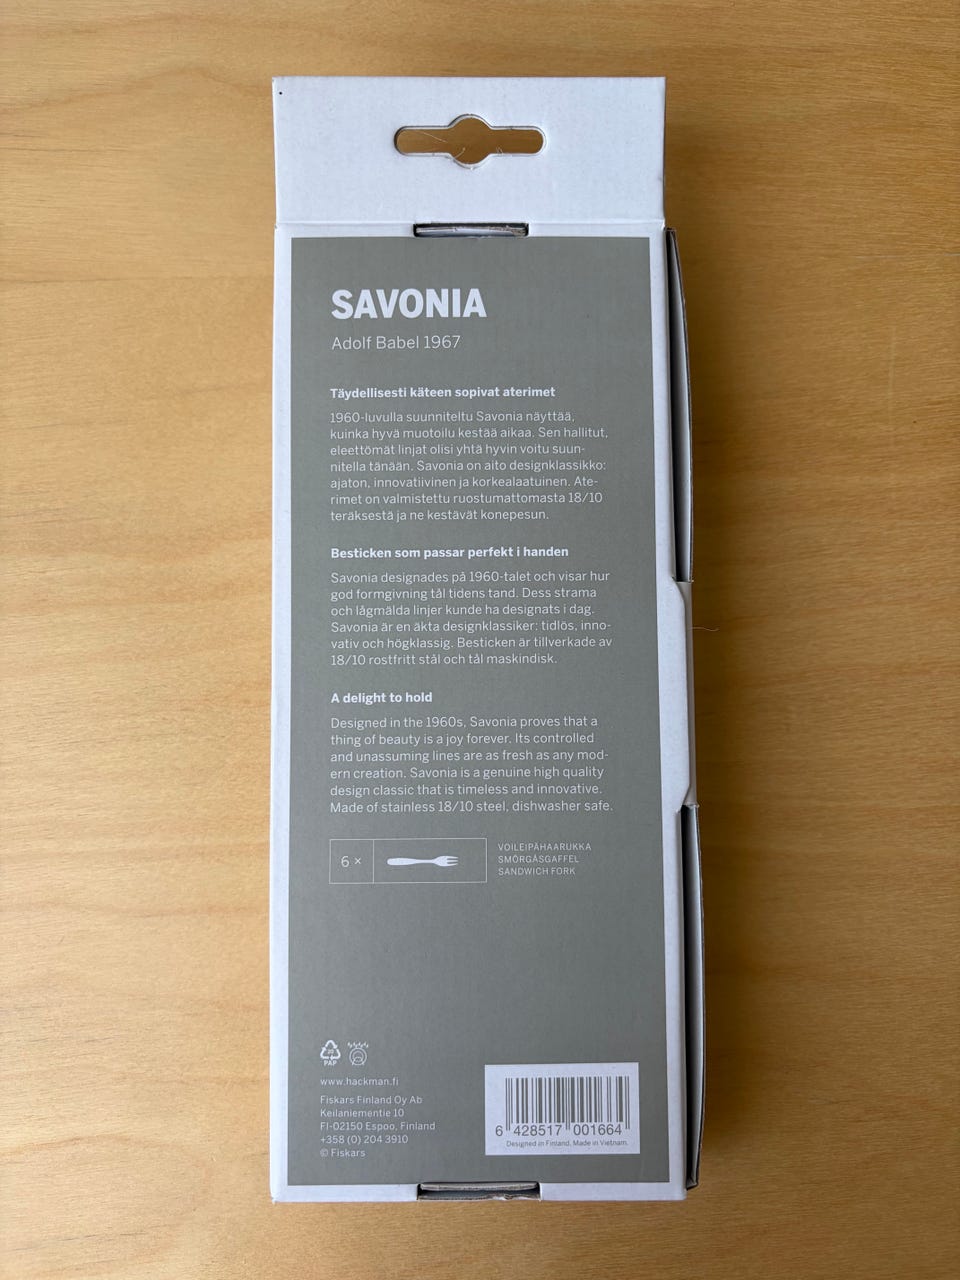 SAVONIA
Adolf Babel 1967
Täydellisesti käteen sopivat aterimet
1960-luvulla suunniteltu Savonia näyttää,
kuinka hyvä muotoilu kestää aikaa. Sen hallitut,
eleettömät linjat olisi yhtä hyvin voitu suun-
nitella tänään. Savonia on aito designklassikko:
ajaton, innovatiivinen ja korkealaatuinen. Ate-
rimet on valmistettu ruostumattomasta 18/10
teräksestä ja ne kestävät konepesun.
Besticken som passar perfekt i handen
Savonia designades på 1960-talet och visar hur
god formgivning tål tidens tand. Dess strama
och lågmälda linjer kunde ha designats i dag.
Savonia är en äkta designklassiker: tidlös, inno-
vativ och högklassig. Besticken är tillverkade av
18/10 rostfritt stål och tål maskindisk.
A delight to hold
Designed in the 1960s, Savonia proves that a
thing of beauty is a joy forever. Its controlled
and unassuming lines are as fresh as any mod-
ern creation. Savonia is a genuine high quality
design classic that is timeless and innovative.
Made of stainless 18/10 steel, dishwasher safe.
6 ×
VOILEIPÄHAARUKKA
SMÖRGÅSGAFFEL
SANDWICH FORK
20
PAP
www.hackman.fi
Fiskars Finland Oy Ab
Keilaniementie 10
FI-02150 Espoo, Finland
+358 (0) 204 3910
© Fiskars
6 428517 001664
Designed in Finland. Made in Vietnam.